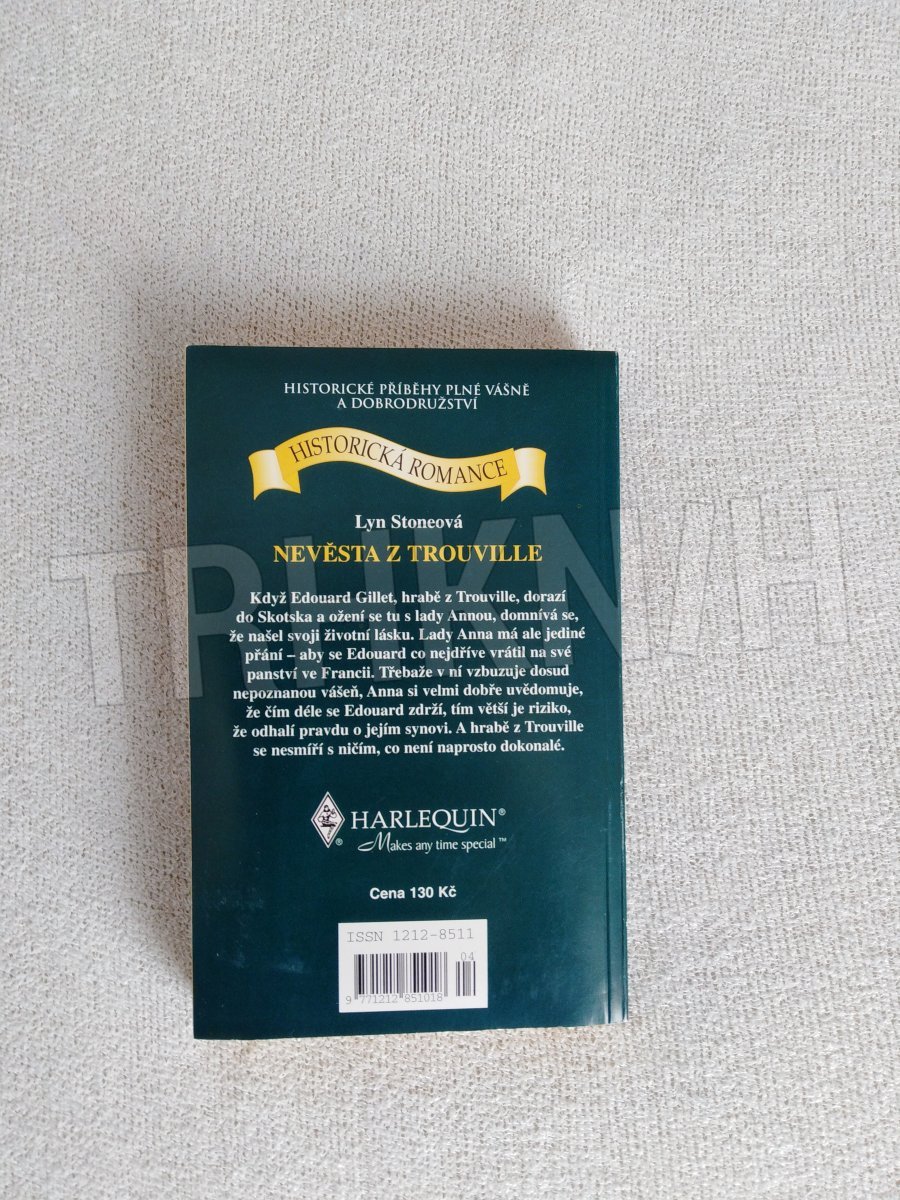 HISTORICKÉ PŘÍBĚHY PLNÉ VÁŠNĚ
A DOBRODRUŽSTVÍ
HISTORICKÁ ROMANCE
Lyn Stoneová
NEVĚSTA Z TROUVILLE
Když Edouard Gillet, hrabě z Trouville, dorazí
do Skotska a ožení se tu s lady Annou, domnívá se,
že našel svoji životní lásku. Lady Anna má ale jediné
přání – aby se Edouard co nejdříve vrátil na své
panství ve Francii. Třebaže v ní vzbuzuje dosud
nepoznanou vášeň, Anna si velmi dobře uvědomuje,
že čím déle se Edouard zdrží, tím větší je riziko,
že odhalí pravdu o jejím synovi. A hrabě z Trouville
se nesmíří s ničím, co není naprosto dokonalé.
HARLEQUIN®
Makes any time special™
Cena 130 Kč
ISSN 1212-8511
04
9 771212 851018
TRHKNIH